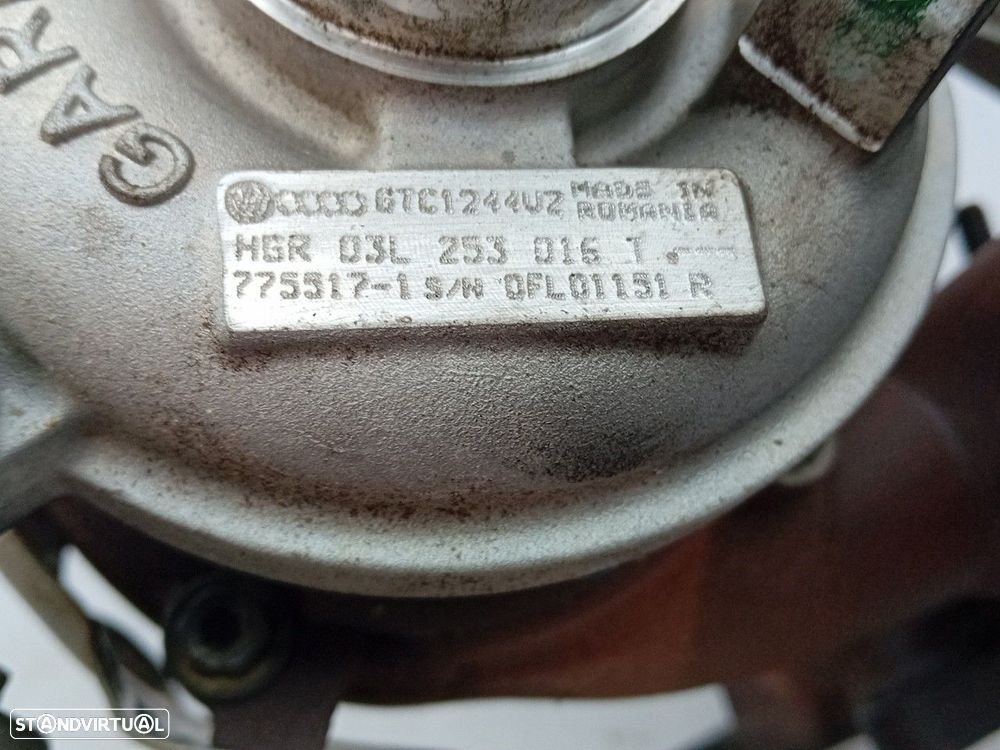 GAR
GTC1244VZ MADE IN ROMANIA
HGR 03L 253 016 T
775517-1 S/N 0FL01151 R
STANDVIRTUAL